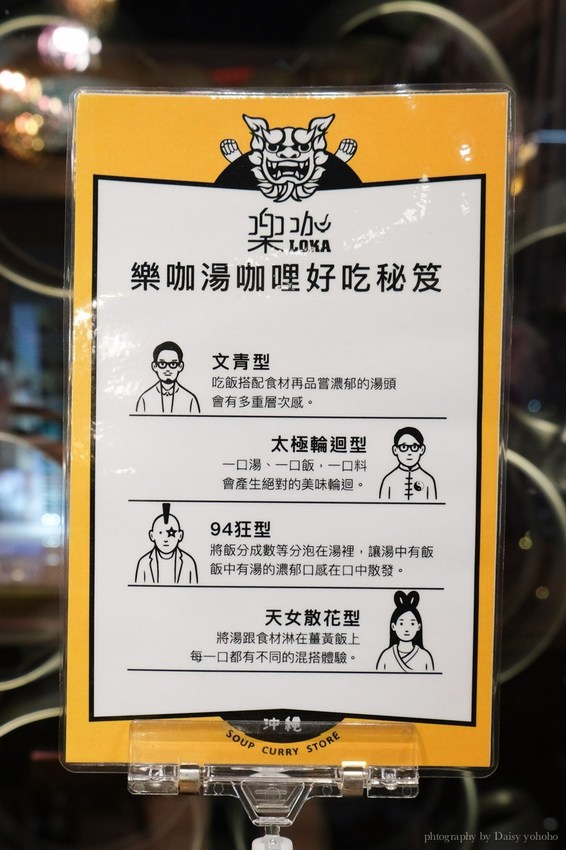 樂咖
LOKA
樂咖湯咖哩好吃秘笈
文青型
吃飯搭配食材再品嘗濃郁的湯頭
會有多重層次感。
太極輪迴型
一口湯、一口飯，一口料
會產生絕對的美味輪迴。
94狂型
將飯分成數等分泡在湯裡，讓湯中有飯
飯中有湯的濃郁口感在口中散發。
天女散花型
將湯跟食材淋在薑黃飯上
每一口都有不同的混搭體驗。
沖繩
SOUP CURRY STORE
photography by Daisy yohoho